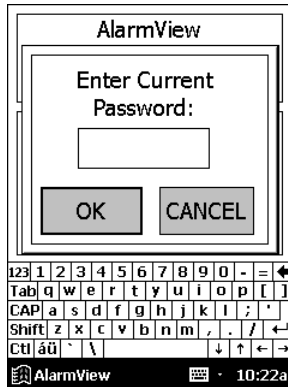 AlarmView
Enter Current
Password:
OK CANCEL
123 1 2 3 4 5 6 7 8 9 0 - = 
Tab q w e r t y u i o p [ ]
CAP a s d f g h j k l ; '
Shift z x c v b n m , . / ↵
Ctl áü ` \ ↓ ↑ ← →
AlarmView 10:22a